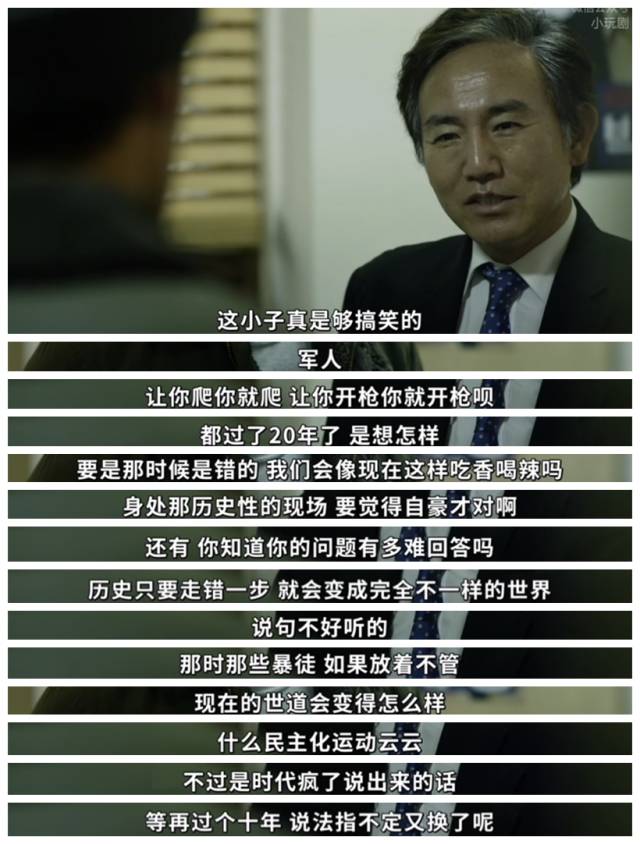 小玩剧
这小子真是够搞笑的
军人
让你爬你就爬 让你开枪你就开枪呗
都过了20年了 是想怎样
要是那时候是错的 我们会像现在这样吃香喝辣吗
身处那历史性的现场 要觉得自豪才对啊
还有 你知道你的问题有多难回答吗
历史只要走错一步 就会变成完全不一样的世界
说句不好听的
那时那些暴徒 如果放着不管
现在的世道会变得怎么样
什么民主化运动云云
不过是时代疯了说出来的话
等再过个十年 说法指不定又换了呢